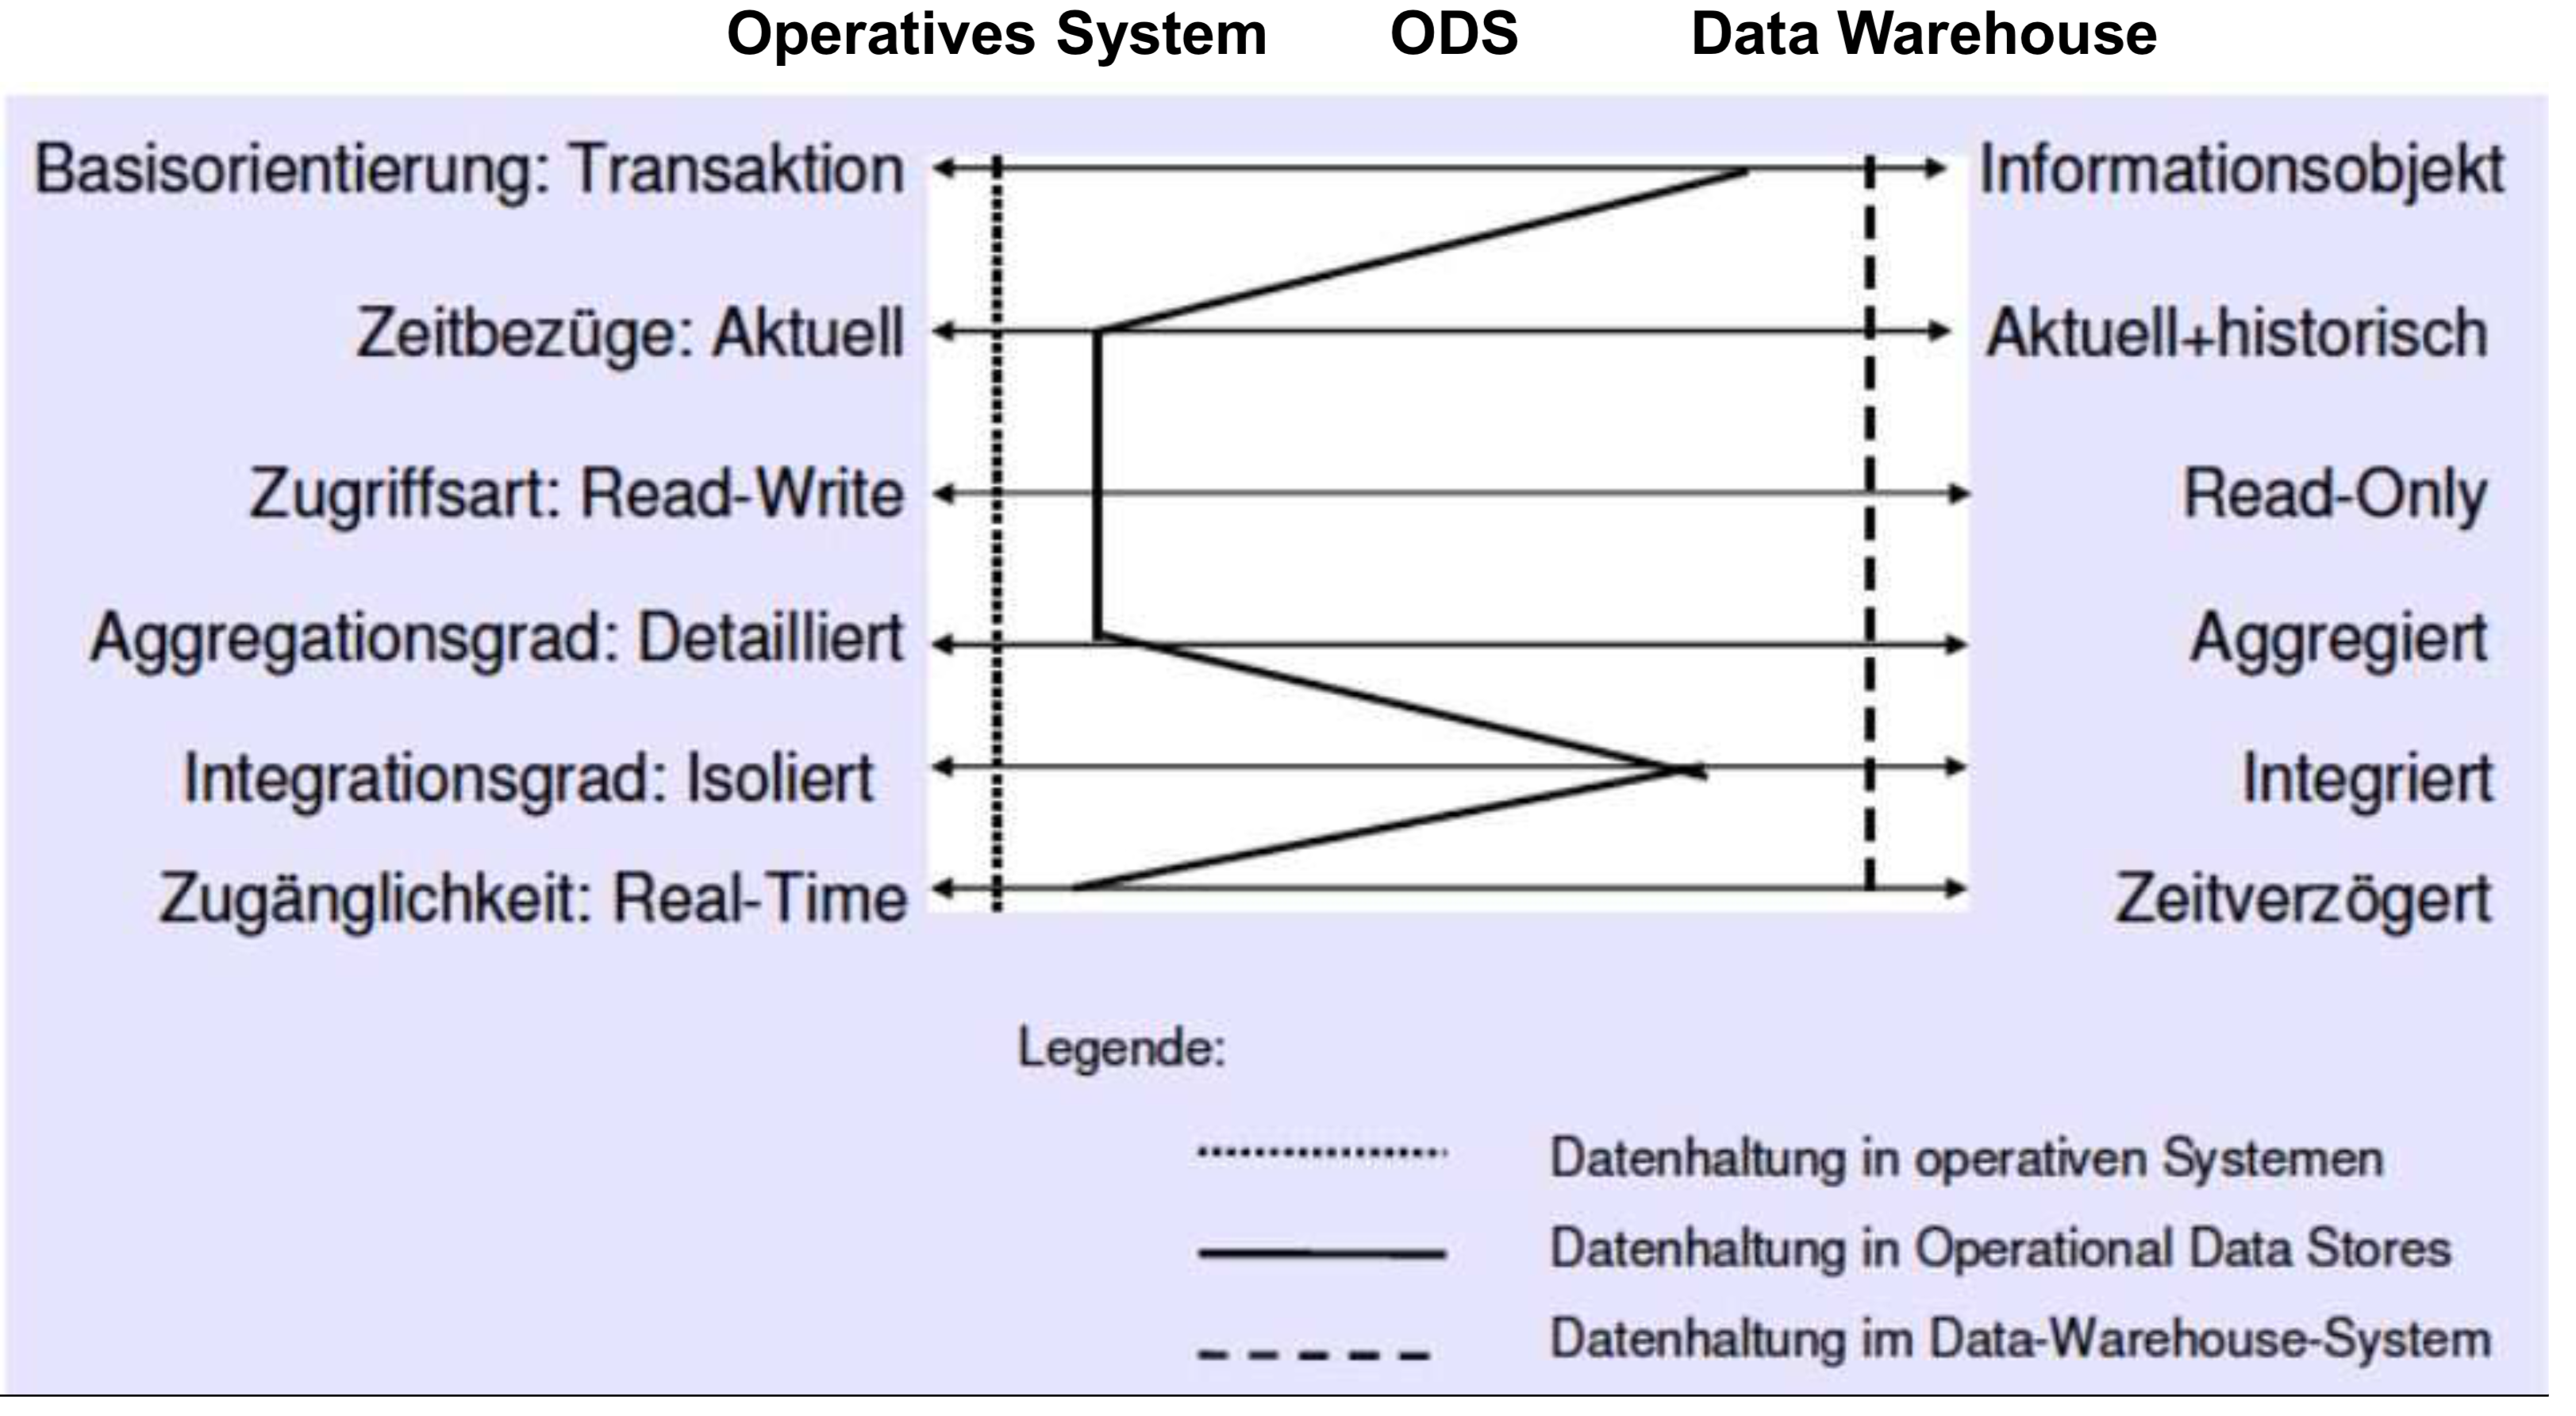 Operatives System ODS Data Warehouse
Basisorientierung: Transaktion Informationsobjekt
Zeitbezüge: Aktuell Aktuell+historisch
Zugriffsart: Read-Write Read-Only
Aggregationsgrad: Detailliert Aggregiert
Integrationsgrad: Isoliert Integriert
Zugänglichkeit: Real-Time Zeitverzögert
Legende:
Datenhaltung in operativen Systemen
Datenhaltung in Operational Data Stores
Datenhaltung im Data-Warehouse-System